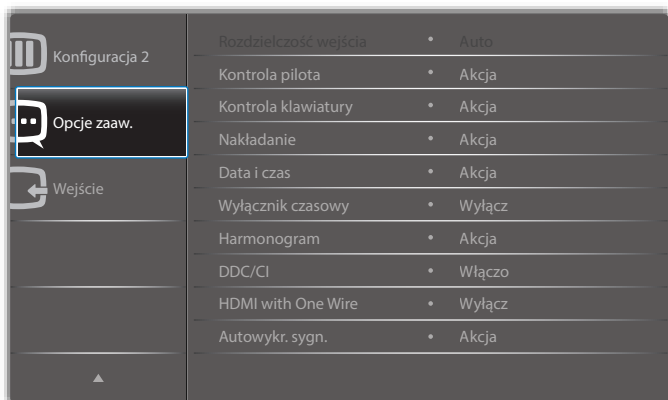 Konfiguracja 2
Opcje zaaw.
Wejście
Rozdzielczość wejścia • Auto
Kontrola pilota • Akcja
Kontrola klawiatury • Akcja
Nakładanie • Akcja
Data i czas • Akcja
Wyłącznik czasowy • Wyłącz
Harmonogram • Akcja
DDC/CI • Włączo
HDMI with One Wire • Wyłącz
Autowykr. sygn. • Akcja